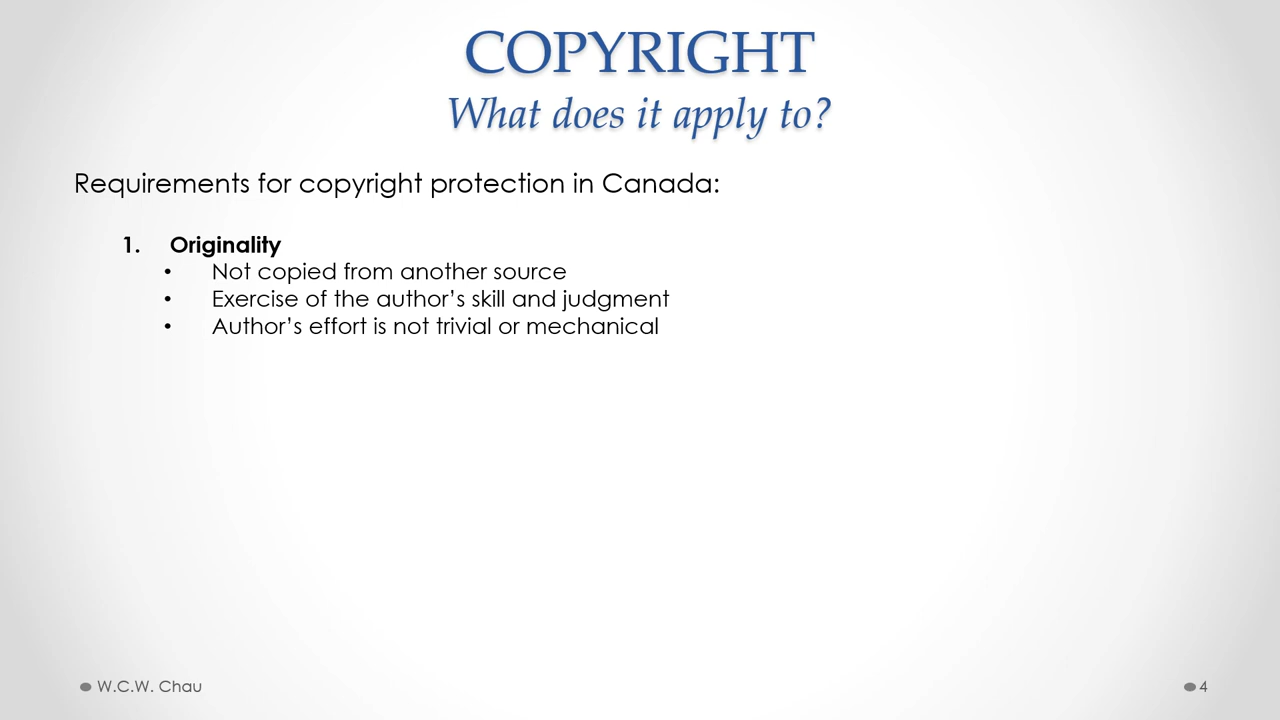 COPYRIGHT
What does it apply to?
Requirements for copyright protection in Canada:
1. Originality
• Not copied from another source
• Exercise of the author’s skill and judgment
• Author’s effort is not trivial or mechanical
W.C.W. Chau
4